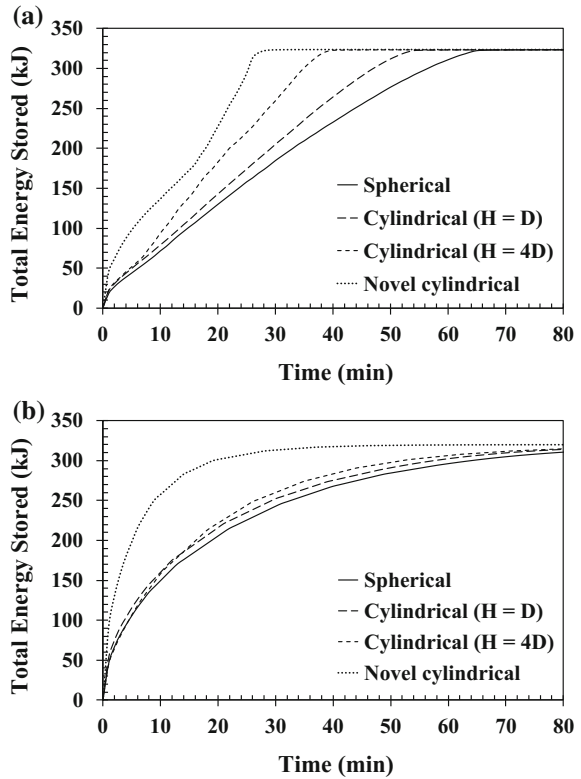 (a)
Total Energy Stored (kJ)
350
300
250
200
150
100
50
0
Spherical
Cylindrical (H = D)
Cylindrical (H = 4D)
Novel cylindrical
0 10 20 30 40 50 60 70 80
Time (min)
(b)
Total Energy Stored (kJ)
350
300
250
200
150
100
50
0
Spherical
Cylindrical (H = D)
Cylindrical (H = 4D)
Novel cylindrical
0 10 20 30 40 50 60 70 80
Time (min)